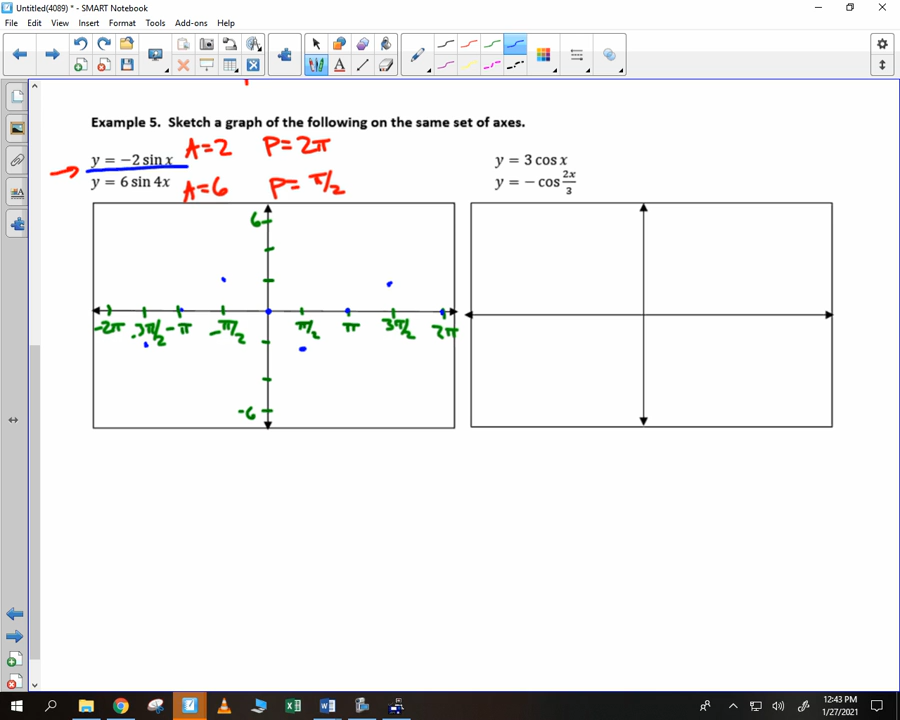 Untitled(4089) * - SMART Notebook
File Edit View Insert Format Tools Add-ons Help
Example 5. Sketch a graph of the following on the same set of axes.
y = −2 sin x A=2 P=2π
y = 6 sin 4x A=6 P=π/2
y = 3 cos x
y = − cos 2x/3
6
-2π -3π/2 -π -π/2 π/2 π 3π/2 2π
-6
12:43 PM
1/27/2021